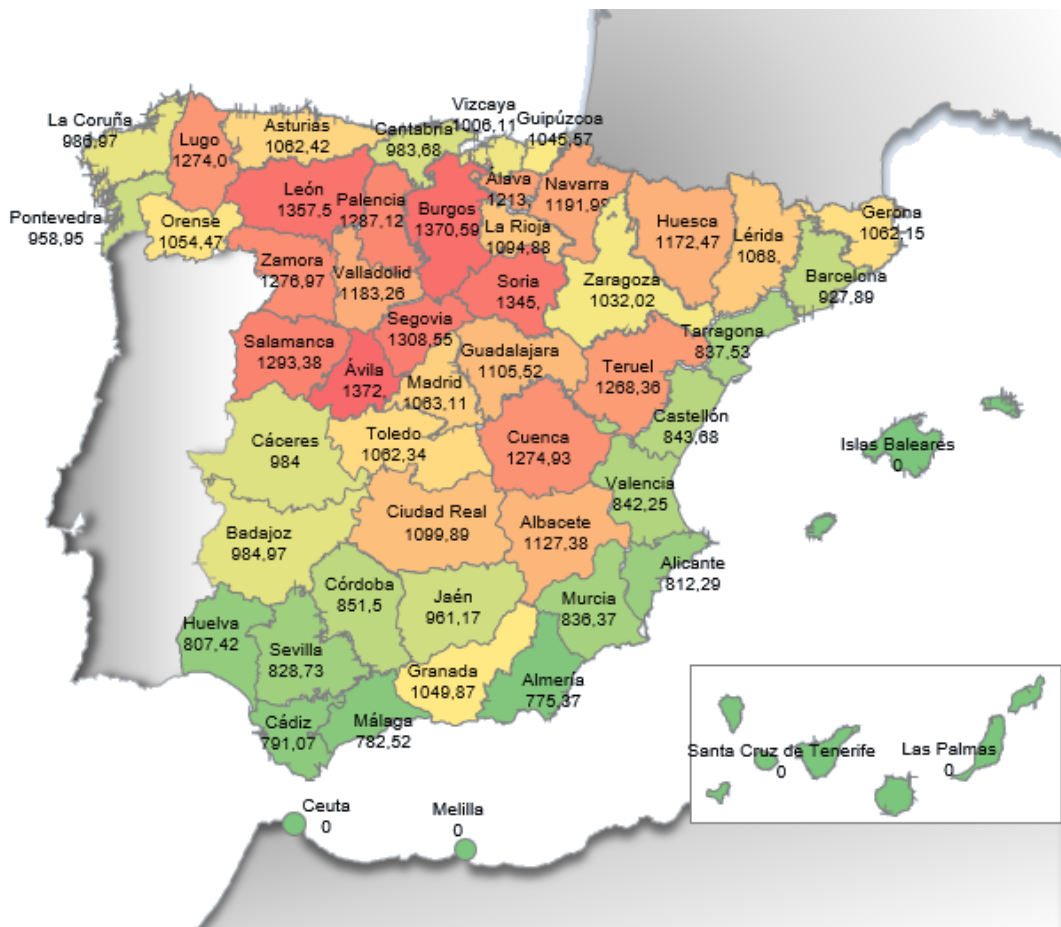 Vizcaya
1006,11
Guipúzcoa
1045,57
La Coruña
986,97
Lugo
1274,0
Asturias
1062,42
Cantabria
983,68
Álava
1213,
Navarra
1191,99
León
1357,5
Palencia
1287,12
Burgos
1370,59
La Rioja
1094,88
Huesca
1172,47
Lérida
1068,
Gerona
1062,15
Pontevedra
958,95
Orense
1054,47
Zamora
1276,97
Valladolid
1183,26
Soria
1345,
Zaragoza
1032,02
Barcelona
927,89
Segovia
1308,55
Tarragona
837,53
Salamanca
1293,38
Ávila
1372,
Madrid
1063,11
Guadalajara
1105,52
Teruel
1268,36
Castellón
843,68
Cáceres
984
Toledo
1062,34
Cuenca
1274,93
Islas Baleares
0
Valencia
842,25
Badajoz
984,97
Ciudad Real
1099,89
Albacete
1127,38
Alicante
812,29
Huelva
807,42
Sevilla
828,73
Córdoba
851,5
Jaén
961,17
Murcia
836,37
Granada
1049,87
Almería
775,37
Cádiz
791,07
Málaga
782,52
Santa Cruz de Tenerife
0
Las Palmas
0
Ceuta
0
Melilla
0